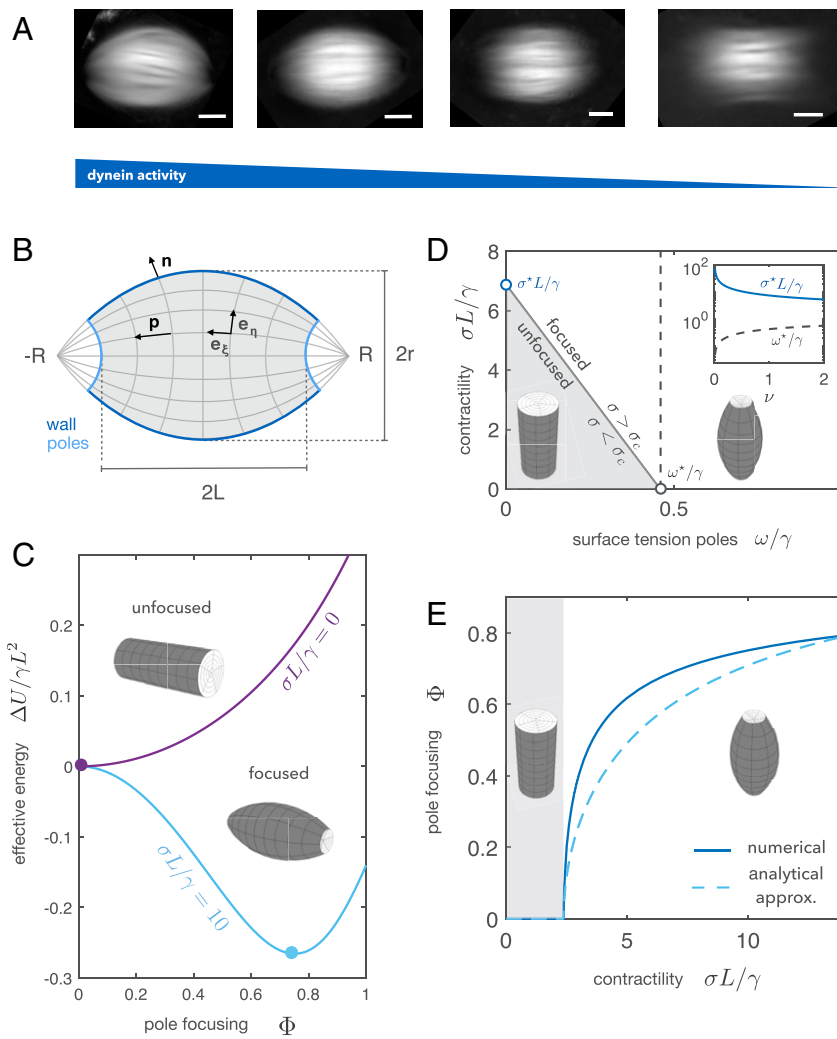 A
dynein activity
B
n
p
e_η
e_ξ
-R
R
2r
wall
poles
2L
C
unfocused
σL/γ = 0
focused
σL/γ = 10
0.2
0.1
0
-0.1
-0.2
-0.3
0
0.2
0.4
0.6
0.8
1
effective energy ΔU/γL²
pole focusing Φ
D
8
6
4
2
0
0
0.5
contractility σL/γ
σ*L/γ
focused
unfocused
σ > σ_c
σ < σ_c
ω*/γ
surface tension poles ω/γ
10²
10⁰
σ*L/γ
ω*/γ
0
1
2
ν
E
0.8
0.6
0.4
0.2
0
0
5
10
pole focusing Φ
numerical
analytical
approx.
contractility σL/γ